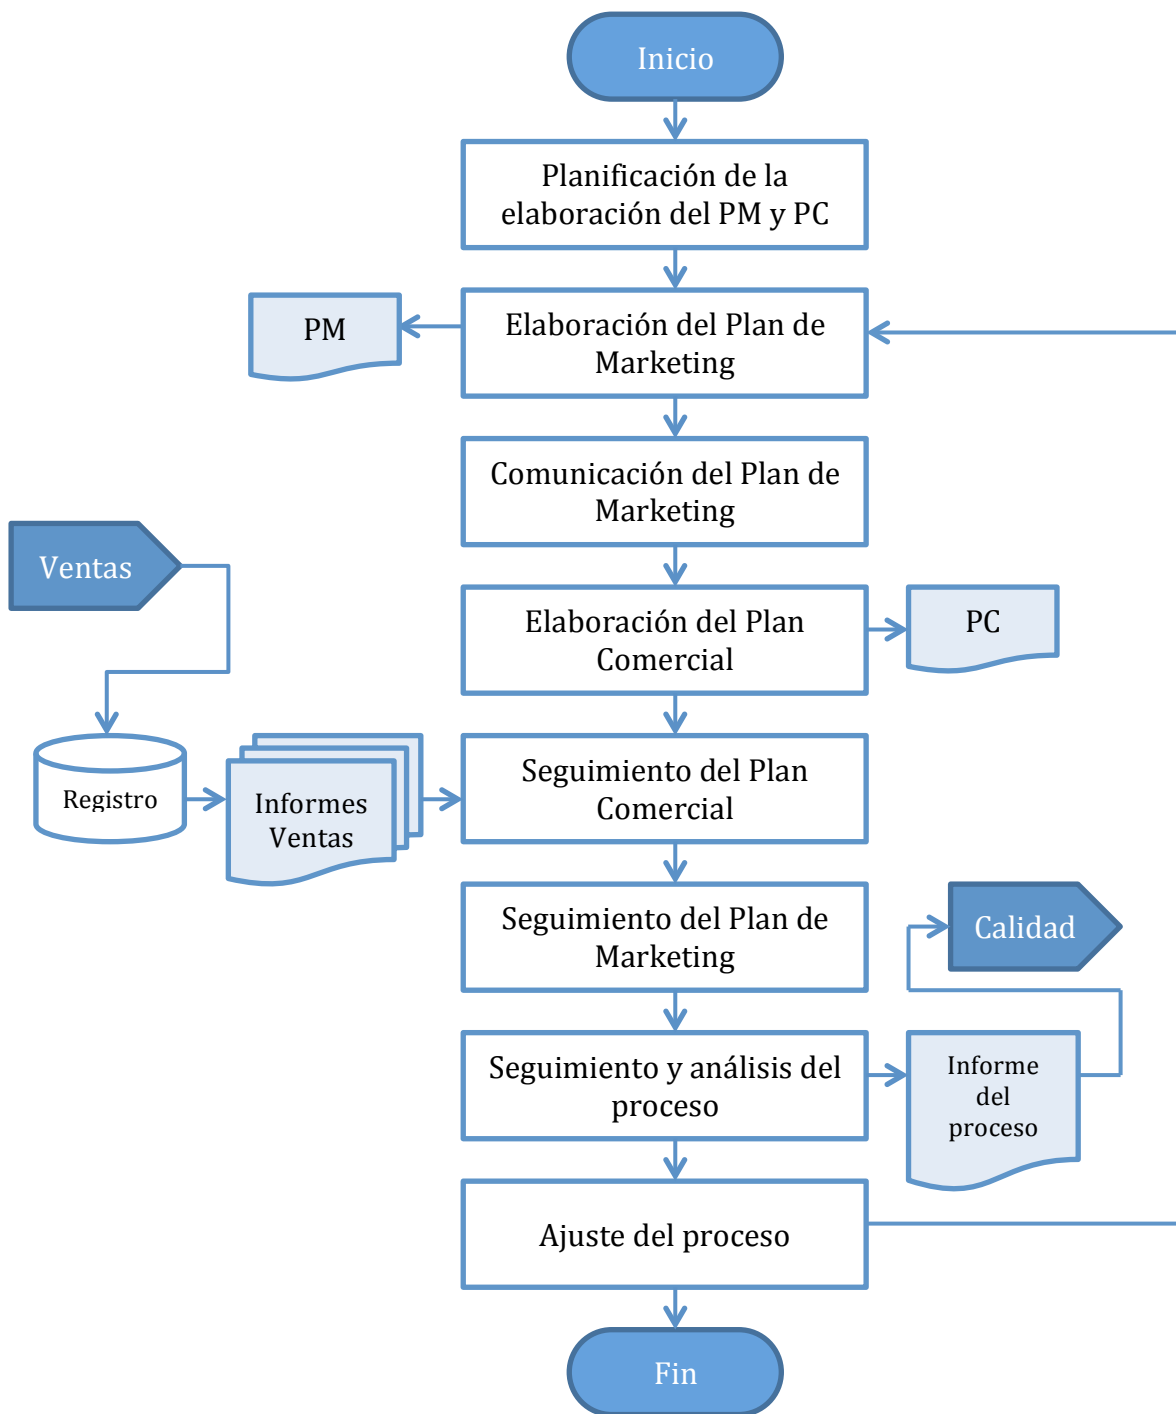 Inicio
Planificación de la
elaboración del PM y PC
PM
Elaboración del Plan de
Marketing
Comunicación del Plan de
Marketing
Ventas
Elaboración del Plan
Comercial
PC
Registro
Informes
Ventas
Seguimiento del Plan
Comercial
Seguimiento del Plan de
Marketing
Calidad
Seguimiento y análisis del
proceso
Informe
del
proceso
Ajuste del proceso
Fin